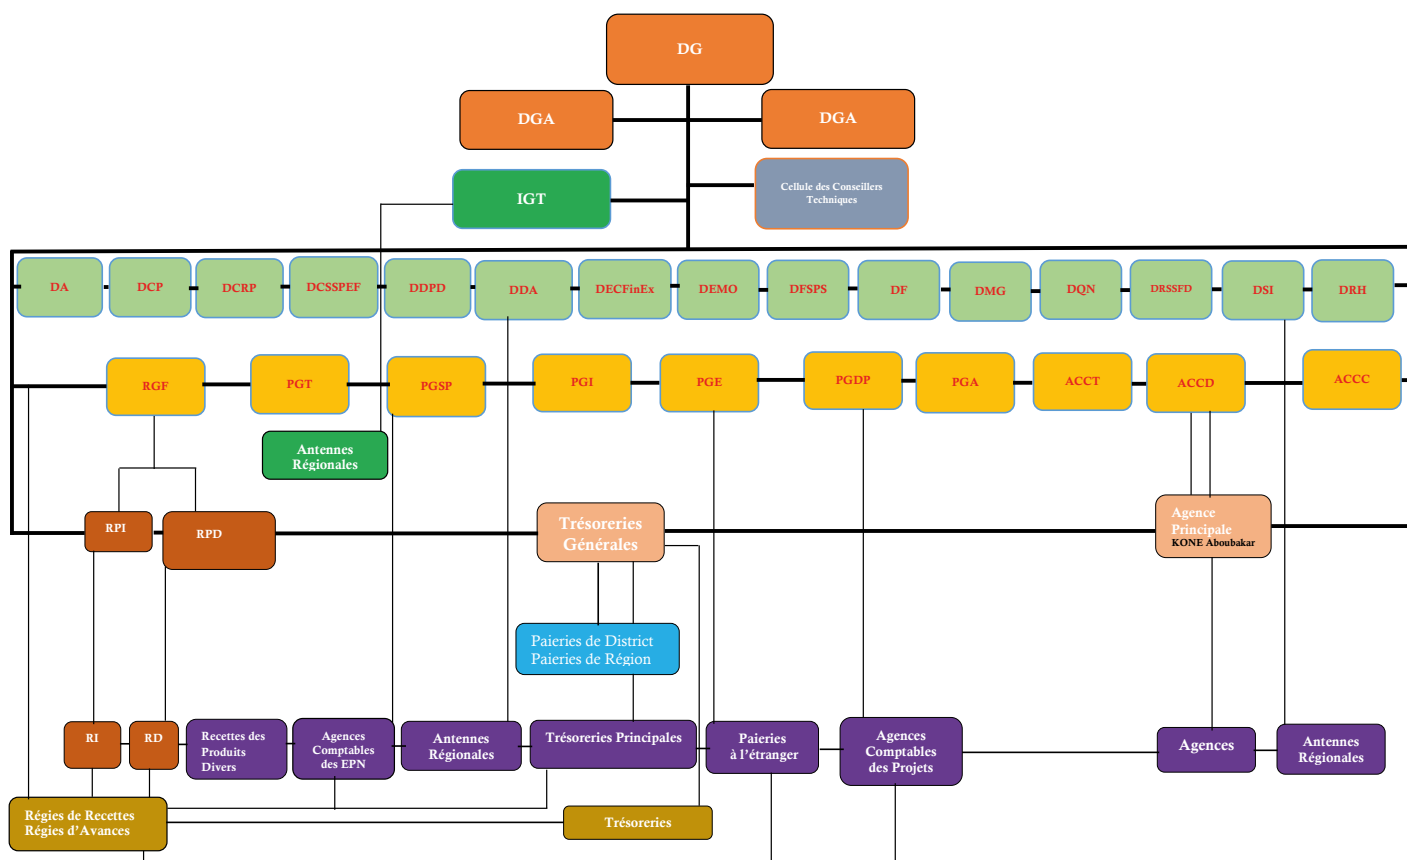 DG
DGA
DGA
IGT
Cellule des Conseillers
Techniques
DA
DCP
DCRP
DCSSPEF
DDPD
DDA
DECFinEx
DEMO
DFSPS
DF
DMG
DQN
DRSSFD
DSI
DRH
RGF
PGT
PGSP
PGI
PGE
PGDP
PGA
ACCT
ACCD
ACCC
Antennes
Régionales
RPI
RPD
Trésoreries
Générales
Agence
Principale
KONE Aboubakar
Paieries de District
Paieries de Région
RI
RD
Recettes des
Produits
Divers
Agences
Comptables
des EPN
Antennes
Régionales
Trésoreries Principales
Paieries
à l’étranger
Agences
Comptables
des Projets
Agences
Antennes
Régionales
Régies de Recettes
Régies d’Avances
Trésoreries